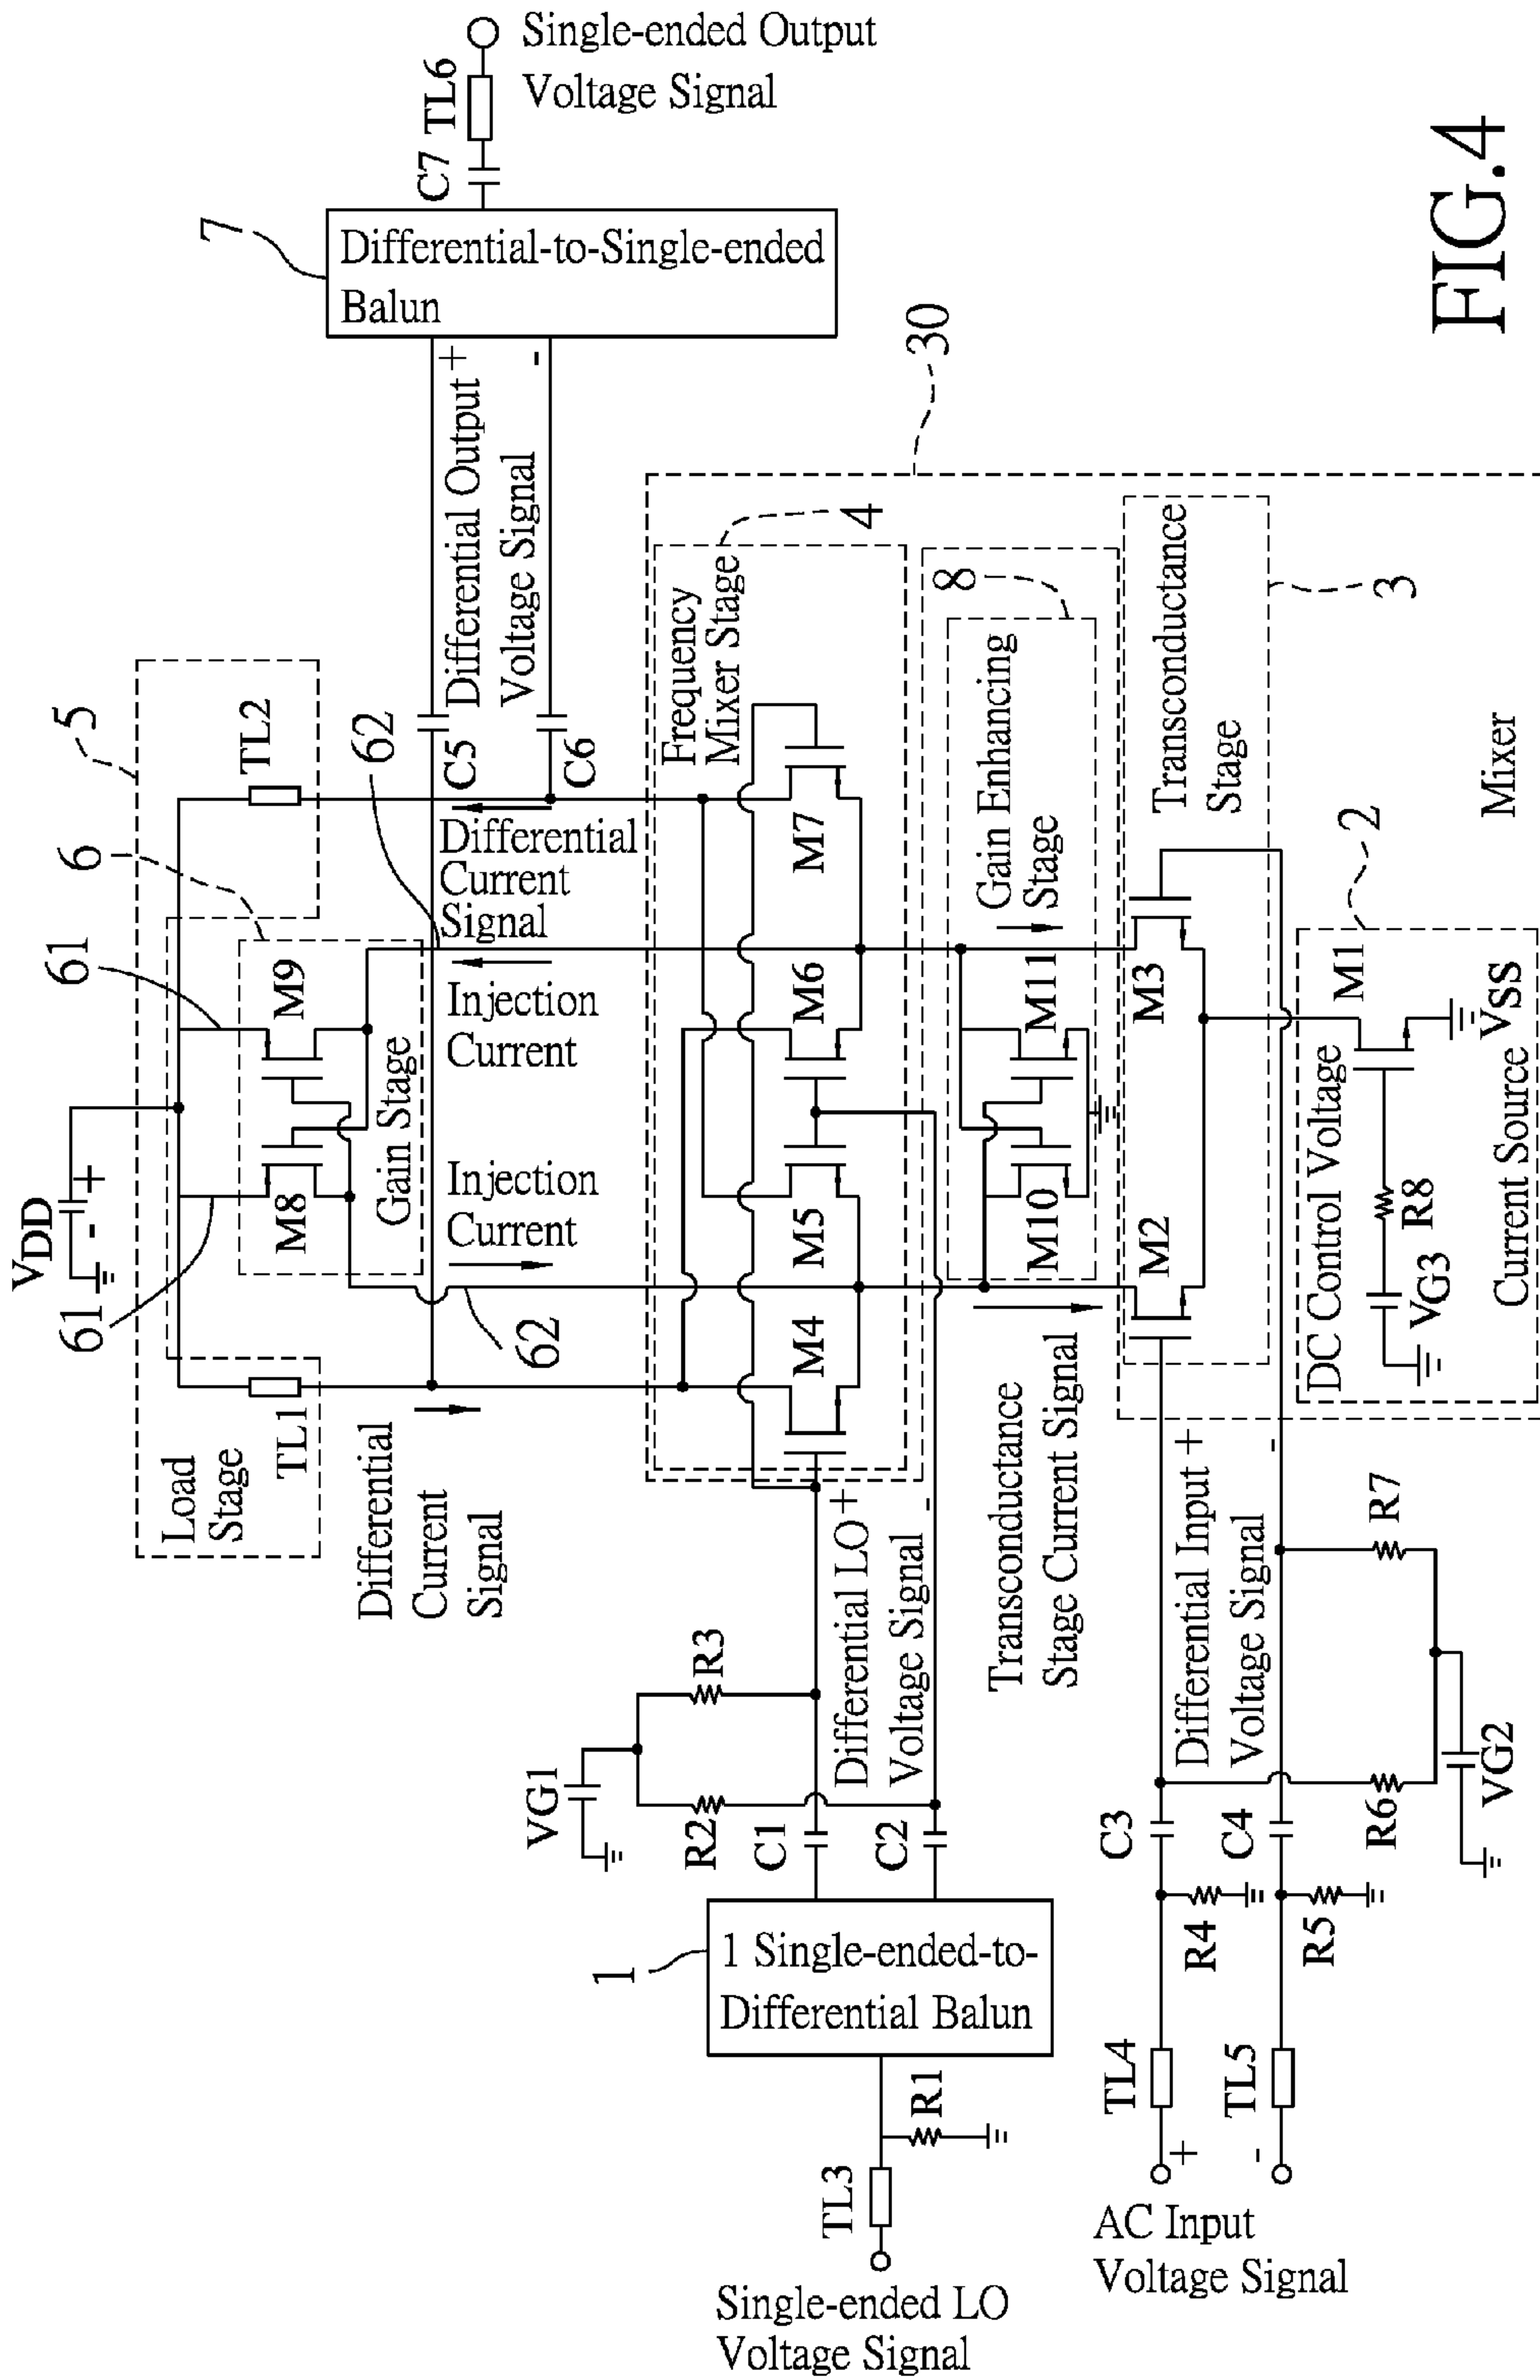 VDD
-
+
5
6
61
61
62
62
Load
Stage
TL1
TL2
M8
M9
Gain Stage
Differential
Current
Signal
Injection
Current
Injection
Current
Differential
Current
Signal
C5
C6
Differential Output +
Voltage Signal -
7
Differential-to-Single-ended
Balun
C7
TL6
Single-ended Output
Voltage Signal
30
4
Frequency
Mixer Stage
M4
M5
M6
M7
8
Gain Enhancing
Stage
M10
M11
Transconductance
Stage Current Signal
Transconductance
Stage
3
M2
M3
2
M1
DC Control Voltage
VG3
R8
VSS
Current Source
Mixer
VG1
R2
R3
C1
C2
Differential LO +
Voltage Signal -
1
1 Single-ended-to-
Differential Balun
TL3
R1
Single-ended LO
Voltage Signal
TL4
TL5
+
-
AC Input
Voltage Signal
R4
R5
C3
C4
Differential Input +
Voltage Signal -
R6
R7
VG2
FIG.4